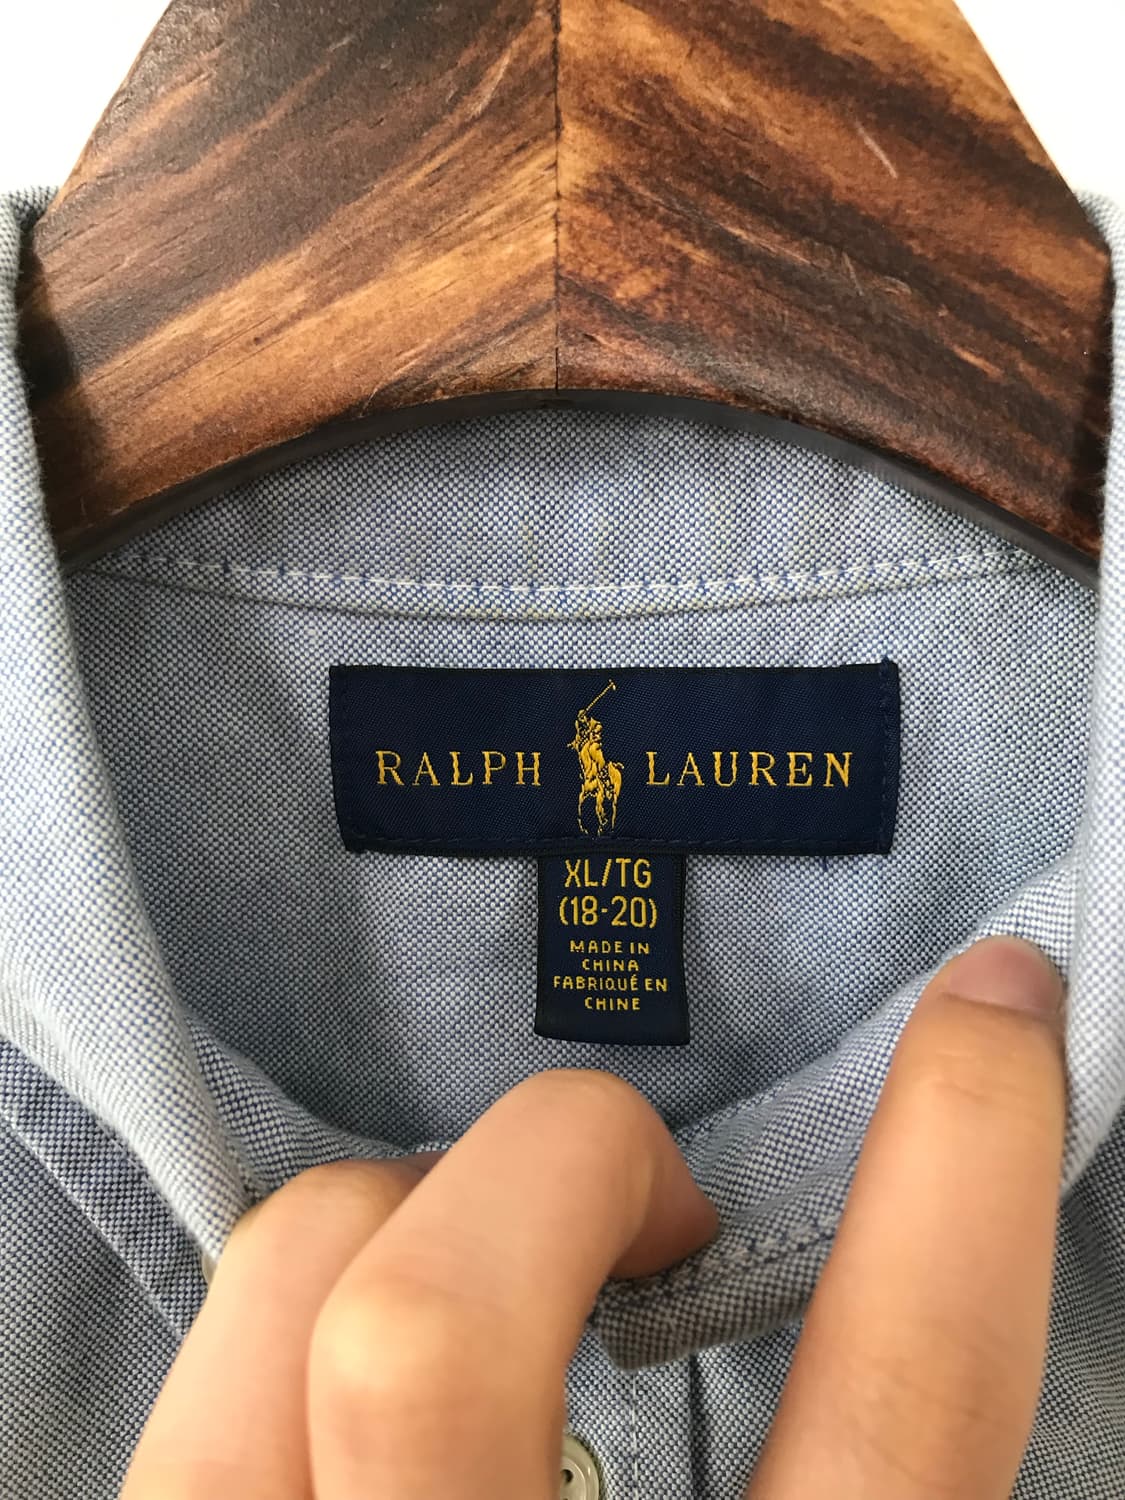 RALPH LAUREN
XL/TG
(18-20)
MADE IN
CHINA
FABRIQUÉ EN
CHINE